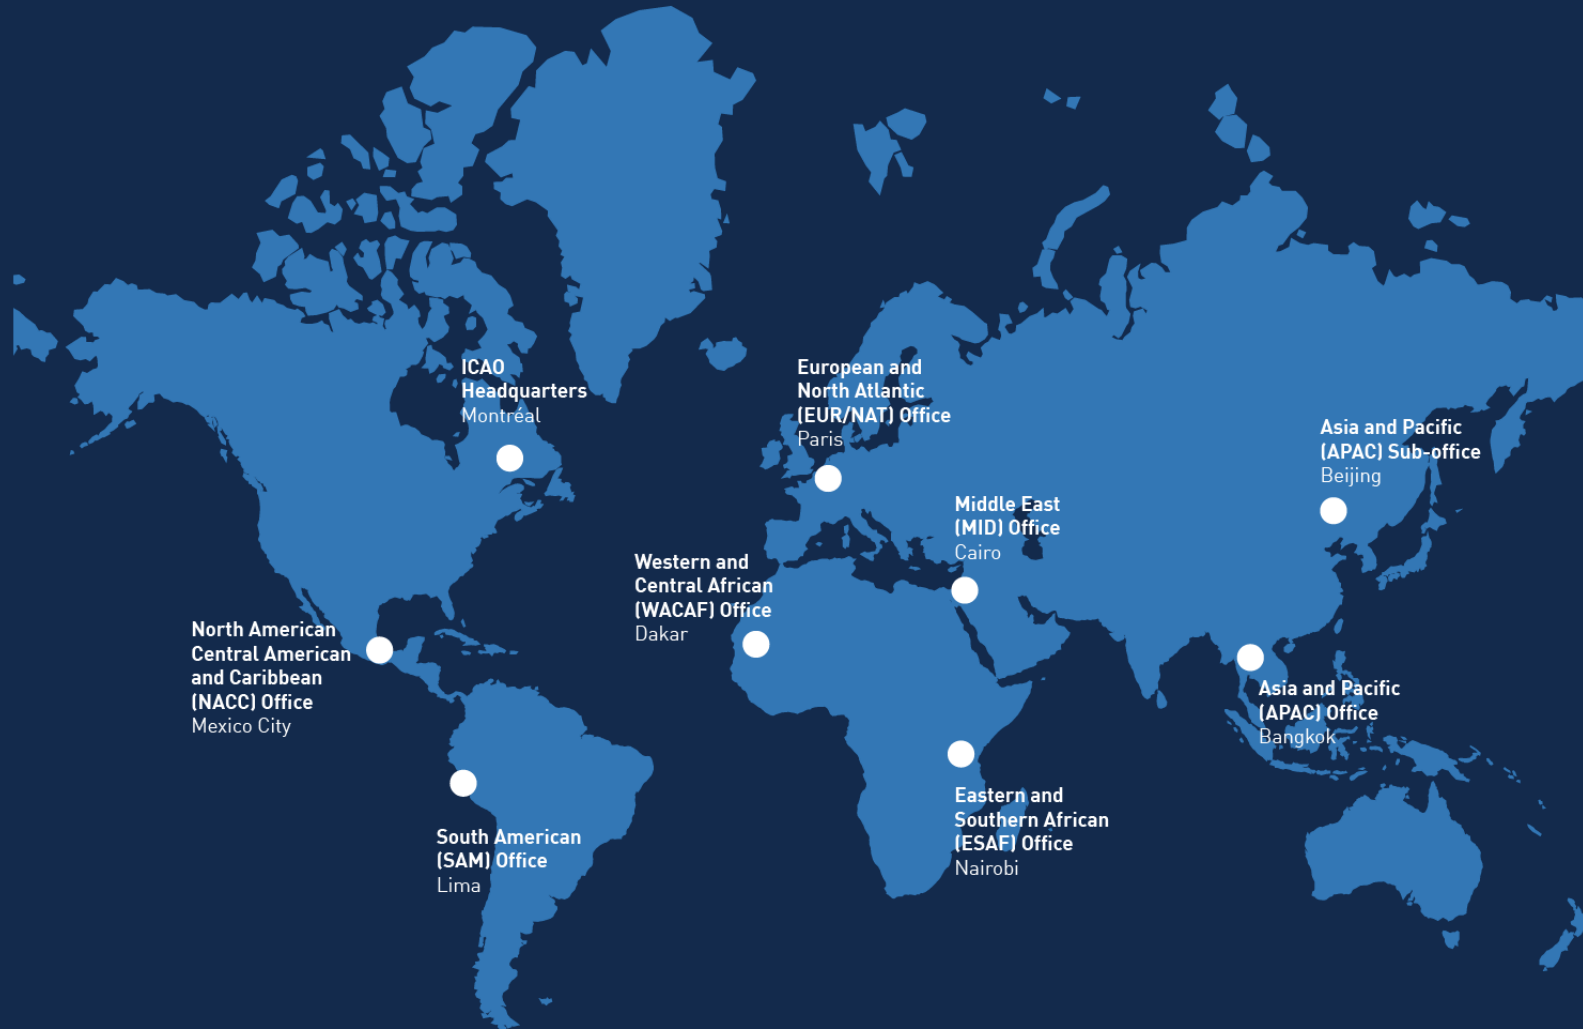 ICAO
Headquarters
Montréal
European and
North Atlantic
(EUR/NAT) Office
Paris
Asia and Pacific
(APAC) Sub-office
Beijing
Middle East
(MID) Office
Cairo
Western and
Central African
(WACAF) Office
Dakar
North American
Central American
and Caribbean
(NACC) Office
Mexico City
Asia and Pacific
(APAC) Office
Bangkok
Eastern and
Southern African
(ESAF) Office
Nairobi
South American
(SAM) Office
Lima